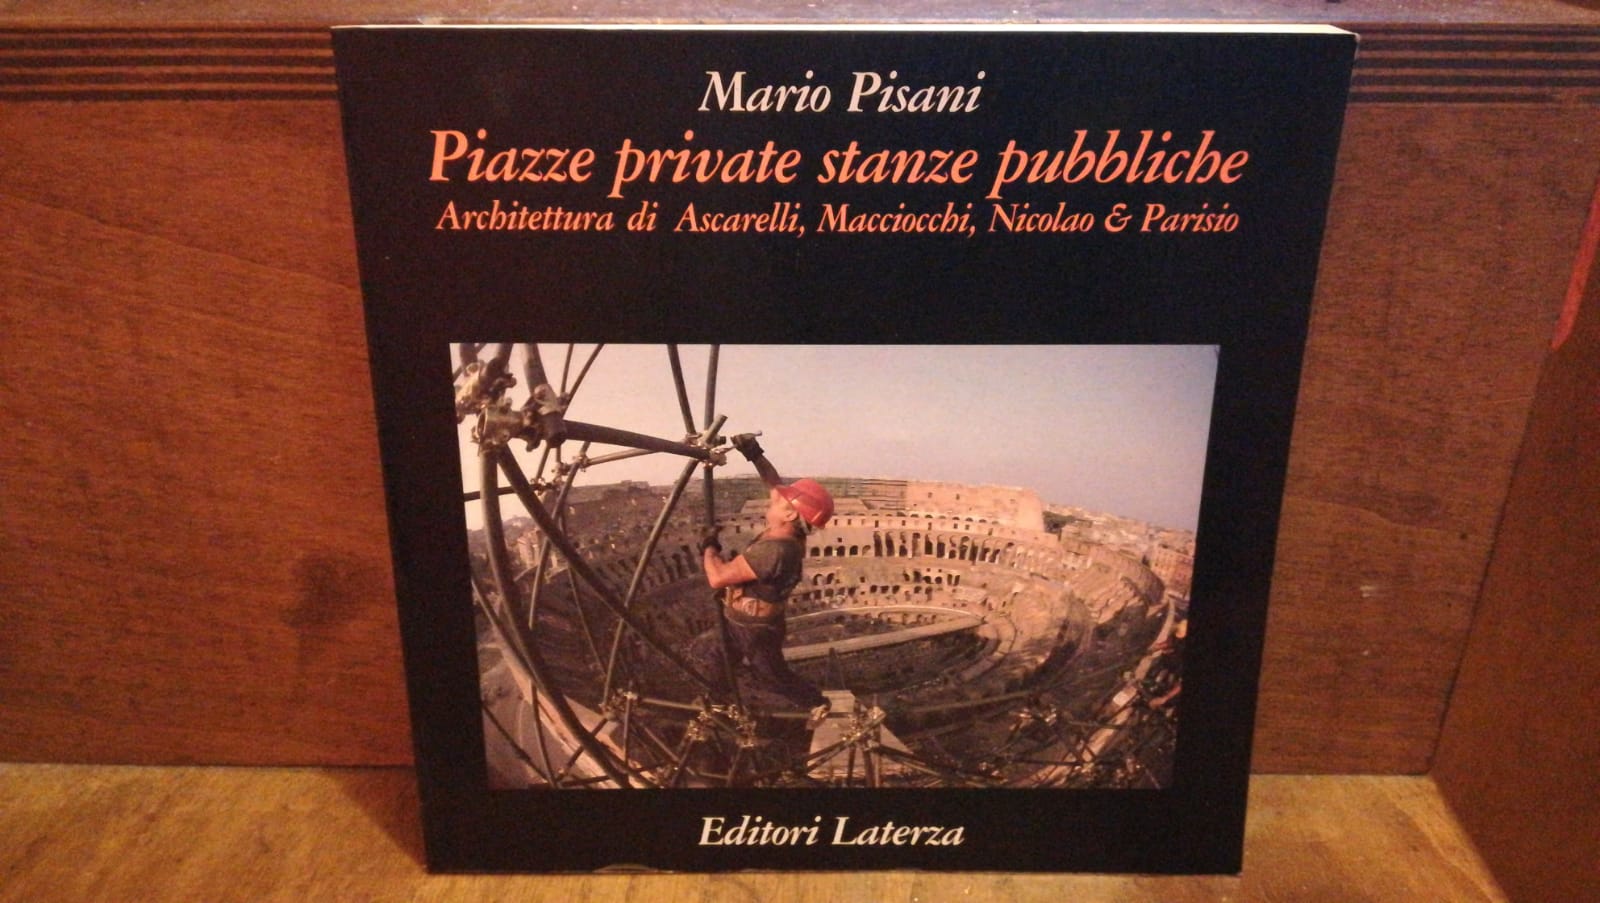 Mario Pisani
Piazze private stanze pubbliche
Architettura di Ascarelli, Macciocchi, Nicolao & Parisio
Editori Laterza